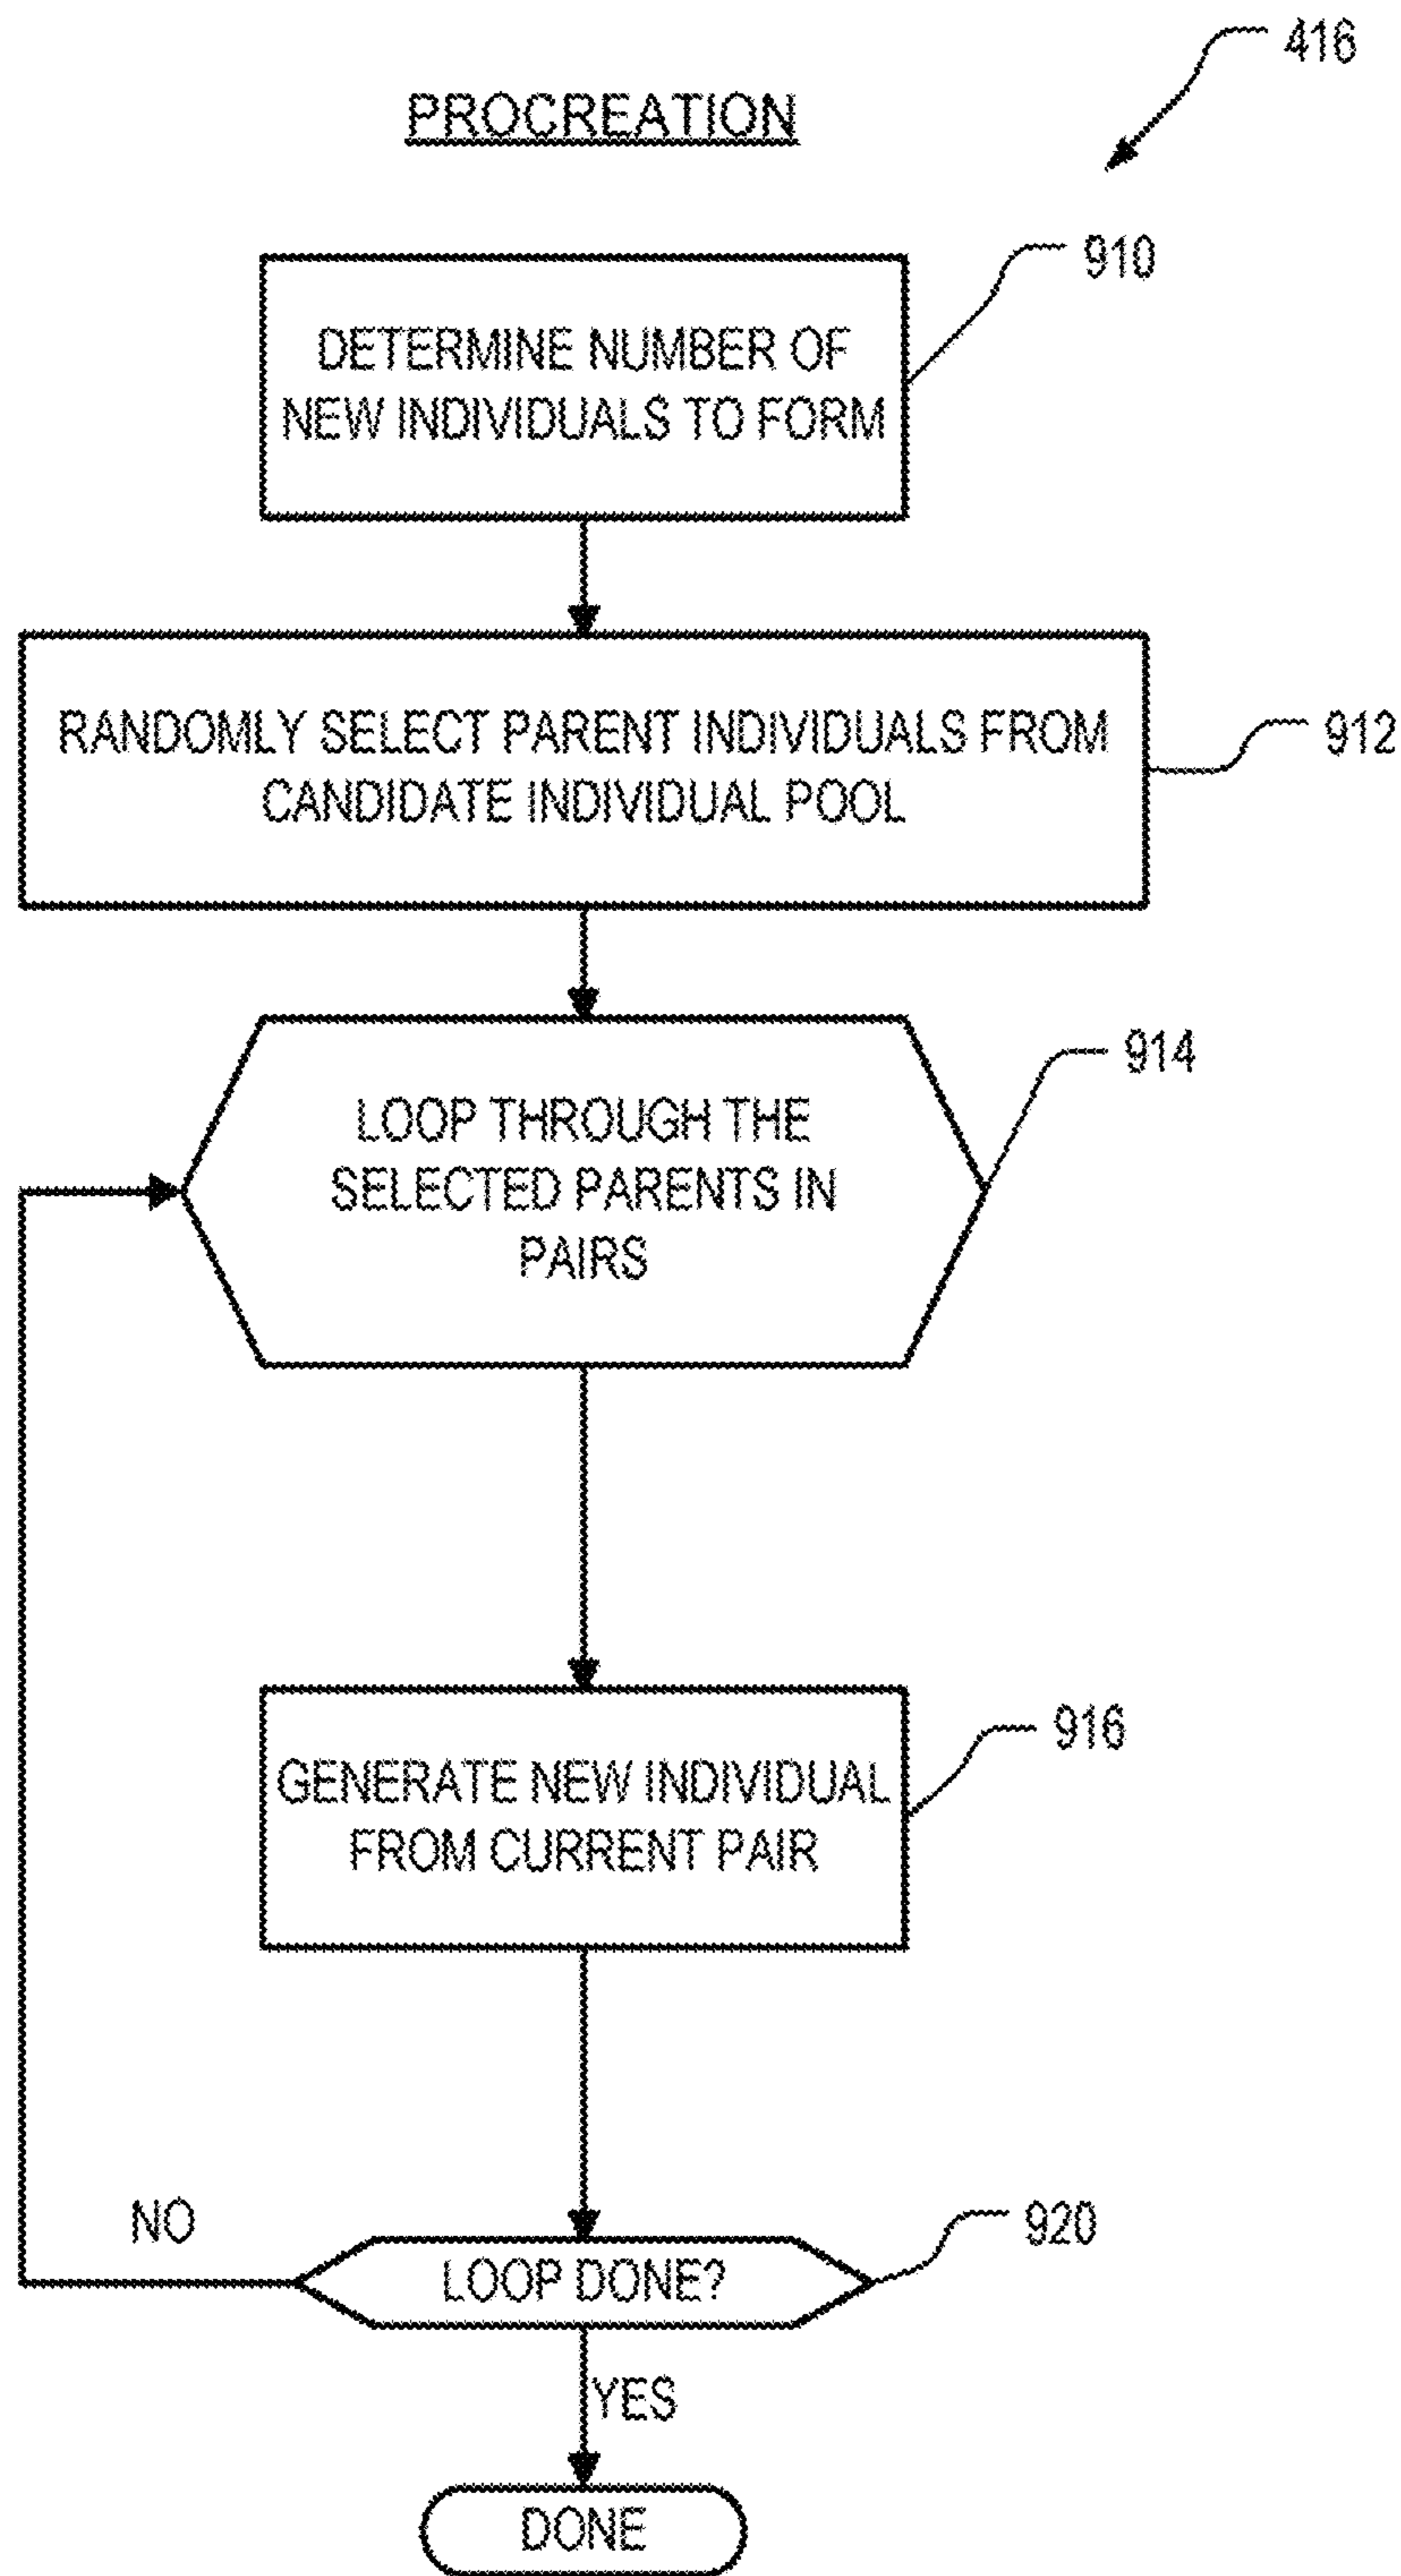 416
PROCREATION
910
DETERMINE NUMBER OF
NEW INDIVIDUALS TO FORM
RANDOMLY SELECT PARENT INDIVIDUALS FROM
CANDIDATE INDIVIDUAL POOL
912
914
LOOP THROUGH THE
SELECTED PARENTS IN
PAIRS
916
GENERATE NEW INDIVIDUAL
FROM CURRENT PAIR
NO
920
LOOP DONE?
YES
DONE